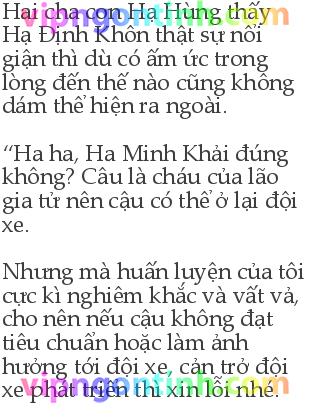 Hai cha con Hạ Hùng thấy
Hạ Định Khôn thật sự nổi
giận thì dù có ấm ức trong
lòng đến thế nào cũng không
dám thể hiện ra ngoài.
“Ha ha, Hạ Minh Khải đúng
không? Cậu là cháu của lão
gia tử nên cậu có thể ở lại đội
xe.
Nhưng mà huấn luyện của tôi
cực kì nghiêm khắc và vất vả,
cho nên nếu cậu không đạt
tiêu chuẩn hoặc làm ảnh
hưởng tới đội xe, cản trở đội
xe phát triển thì xin lỗi nhé.
vipngontinh.com
vipngontinh.com